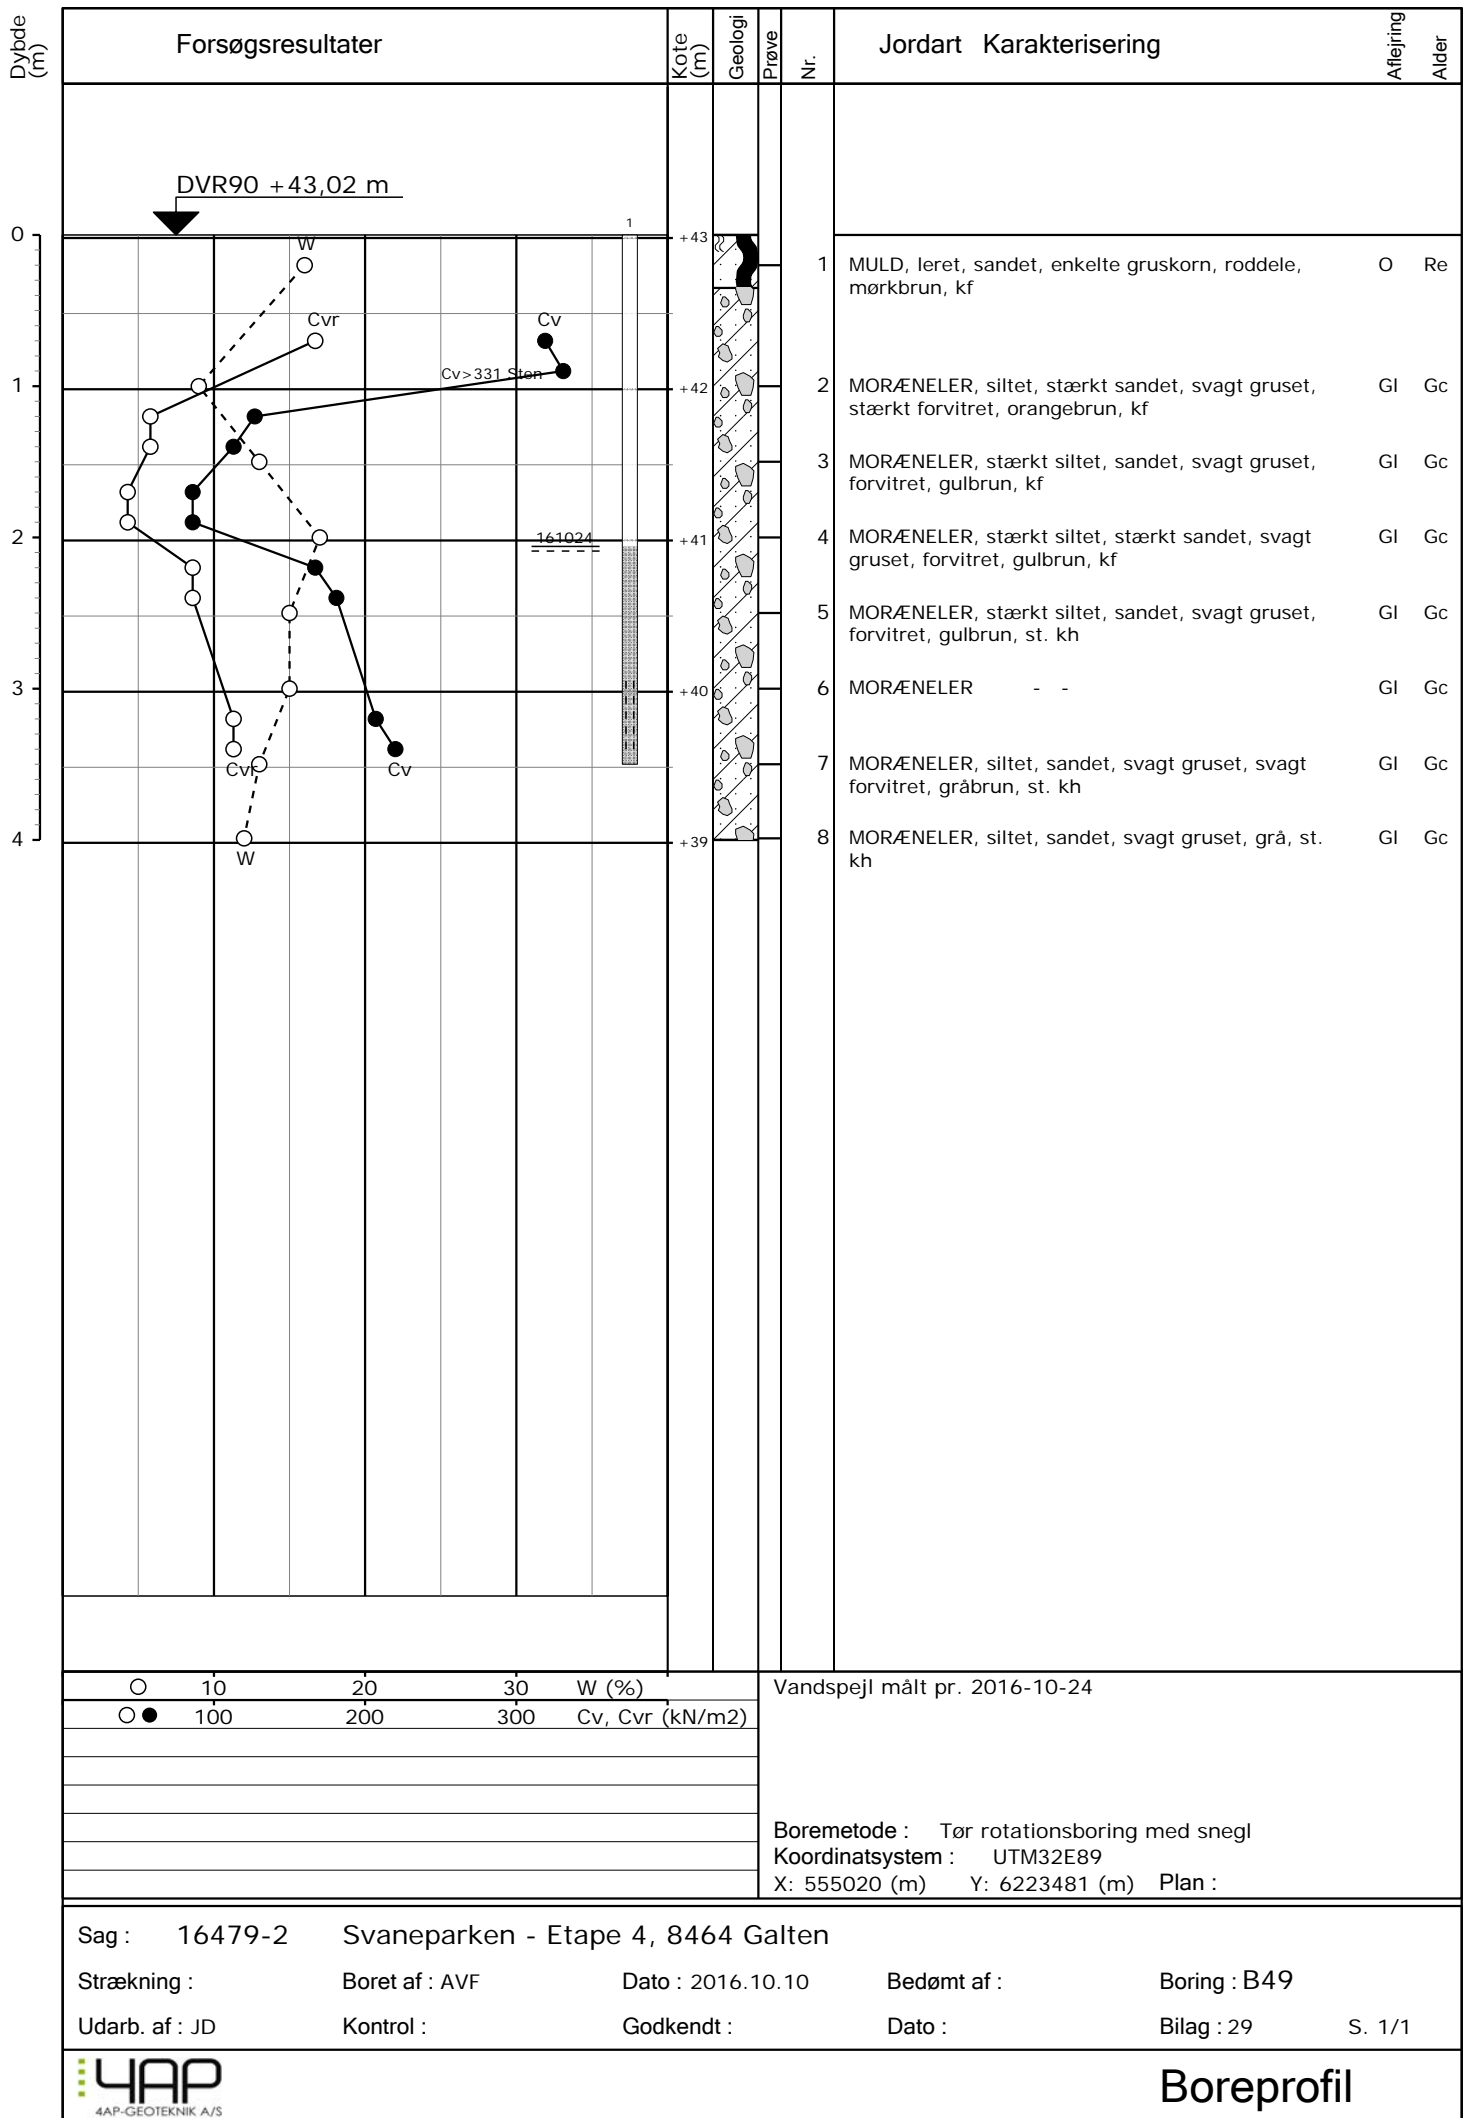 Dybde (m)
Forsøgsresultater
Kote (m)
Geologi
Prøve
Nr.
Jordart Karakterisering
Aflejring
Alder
DVR90 +43,02 m
1
0
W
+43
1 MULD, leret, sandet, enkelte gruskorn, roddele, O Re
mørkbrun, kf
Cvr
Cv
Cv>331 Sten
1
+42
2 MORÆNELER, siltet, stærkt sandet, svagt gruset, Gl Gc
stærkt forvitret, orangebrun, kf
3 MORÆNELER, stærkt siltet, sandet, svagt gruset, Gl Gc
forvitret, gulbrun, kf
2
161024
+41
4 MORÆNELER, stærkt siltet, stærkt sandet, svagt Gl Gc
gruset, forvitret, gulbrun, kf
5 MORÆNELER, stærkt siltet, sandet, svagt gruset, Gl Gc
forvitret, gulbrun, st. kh
3
+40
6 MORÆNELER - - Gl Gc
Cvr
Cv
7 MORÆNELER, siltet, sandet, svagt gruset, svagt Gl Gc
forvitret, gråbrun, st. kh
4
W
+39
8 MORÆNELER, siltet, sandet, svagt gruset, grå, st. Gl Gc
kh
10 20 30 W (%)
100 200 300 Cv, Cvr (kN/m2)
Vandspejl målt pr. 2016-10-24
Boremetode : Tør rotationsboring med snegl
Koordinatsystem : UTM32E89
X: 555020 (m) Y: 6223481 (m) Plan :
Sag : 16479-2 Svaneparken - Etape 4, 8464 Galten
Strækning : Boret af : AVF Dato : 2016.10.10 Bedømt af : Boring : B49
Udarb. af : JD Kontrol : Godkendt : Dato : Bilag : 29 S. 1/1
4AP
4AP-GEOTEKNIK A/S
Boreprofil